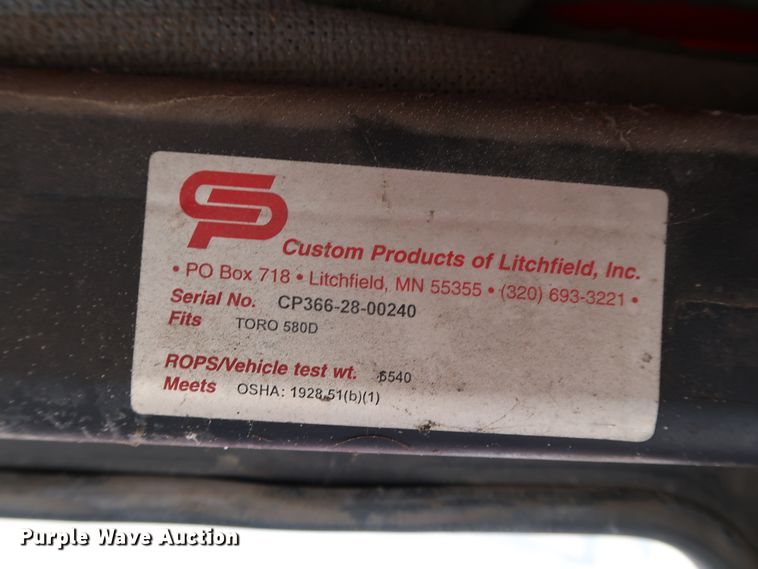 CP
Custom Products of Litchfield, Inc.
• PO Box 718 • Litchfield, MN 55355 • (320) 693-3221 •
Serial No. CP366-28-00240
Fits TORO 580D
ROPS/Vehicle test wt. 6540
Meets OSHA: 1928.51(b)(1)
Purple Wave Auction